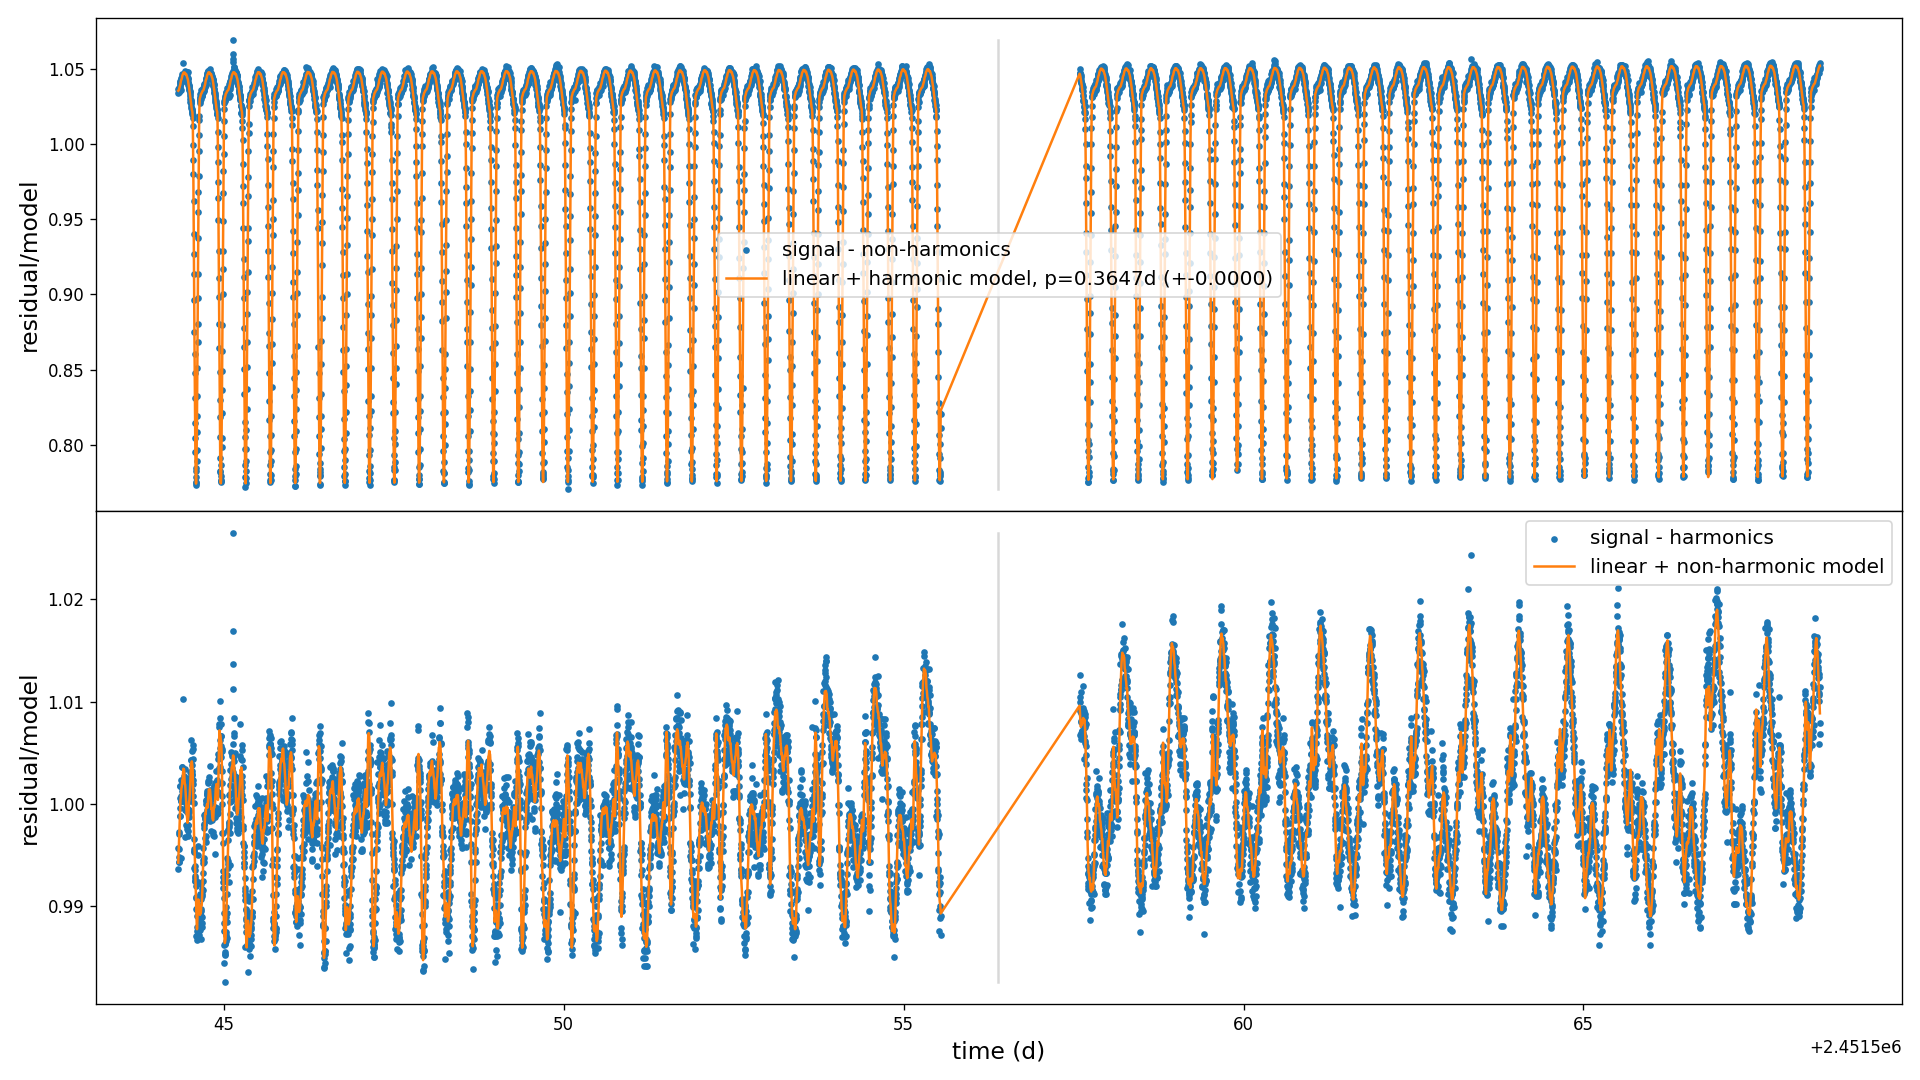 residual/model
1.05
1.00
0.95
0.90
0.85
0.80
signal - non-harmonics
linear + harmonic model, p=0.3647d (+-0.0000)
residual/model
1.02
1.01
1.00
0.99
signal - harmonics
linear + non-harmonic model
45
50
55
60
65
time (d)
+2.4515e6